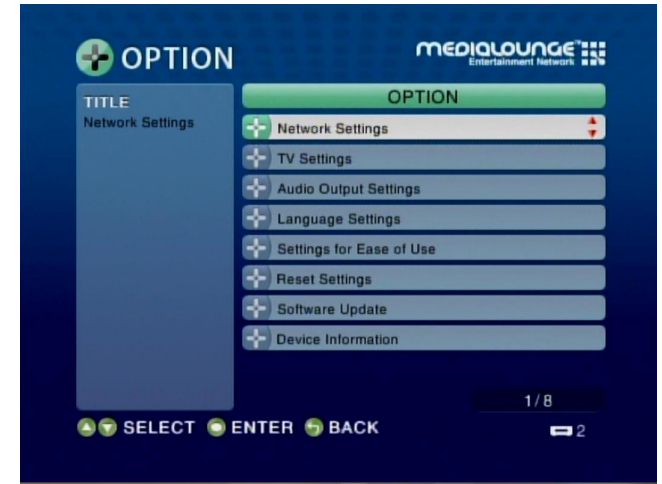 OPTION
MEDIALOUNGE™
Entertainment Network
TITLE
Network Settings
OPTION
Network Settings
TV Settings
Audio Output Settings
Language Settings
Settings for Ease of Use
Reset Settings
Software Update
Device Information
1/8
SELECT ENTER BACK
2